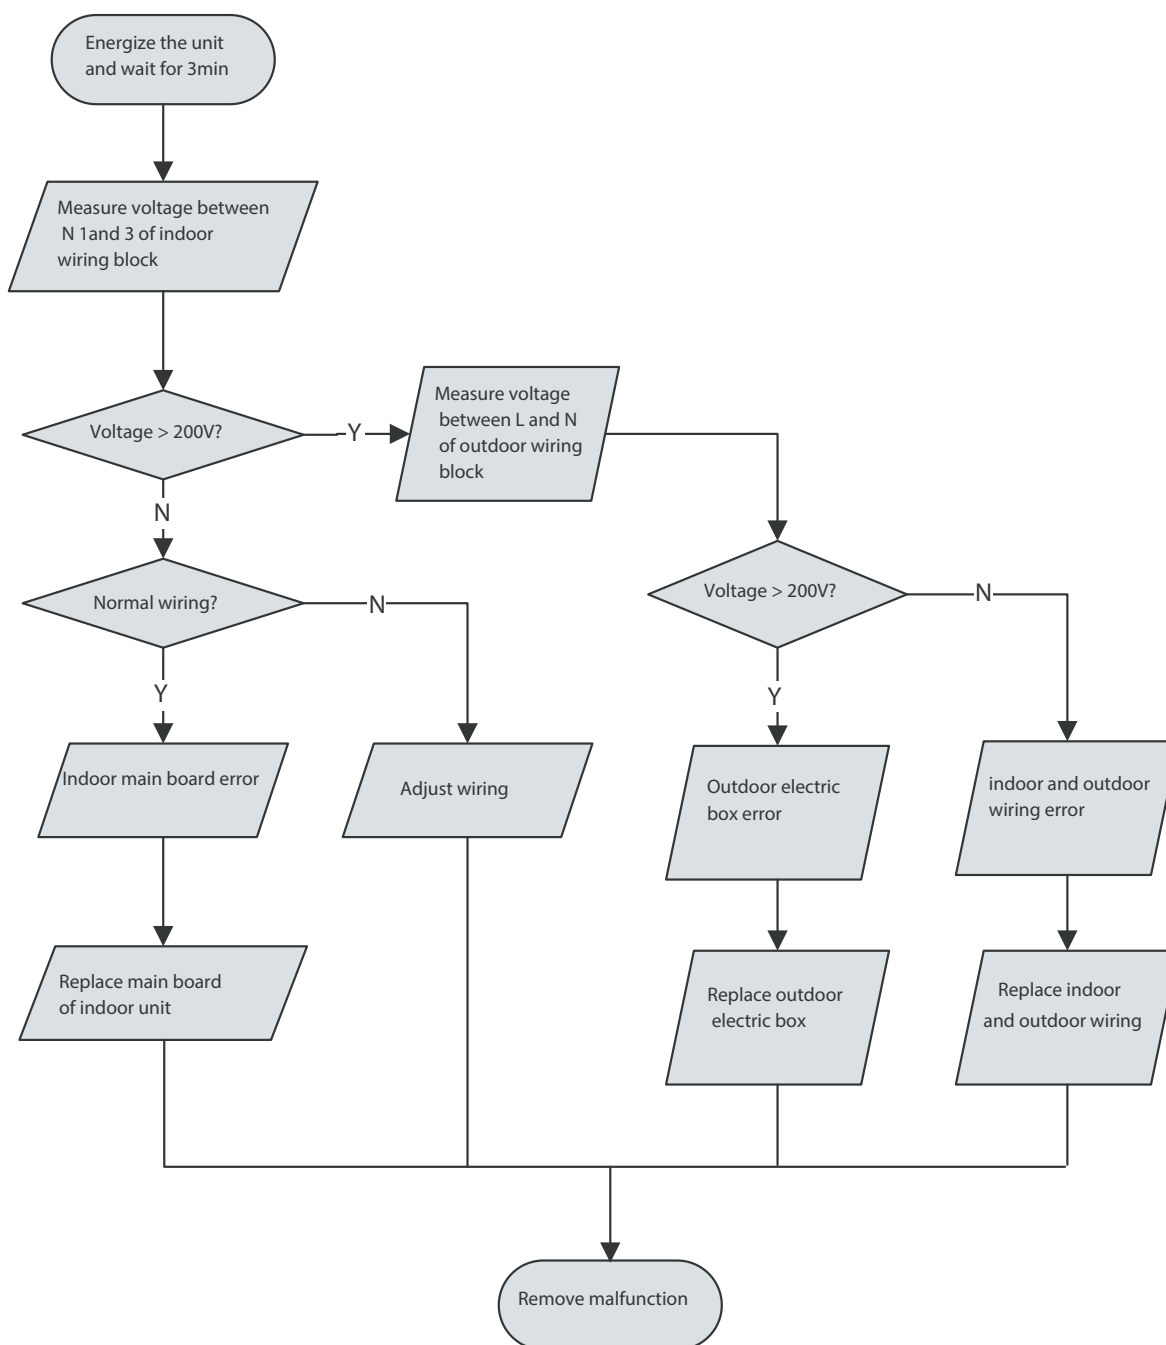 Energize the unit
and wait for 3min
Measure voltage between
N 1and 3 of indoor
wiring block
Voltage > 200V?
Y
Measure voltage
between L and N
of outdoor wiring
block
N
Normal wiring?
N
Voltage > 200V?
N
Y
Y
Indoor main board error
Adjust wiring
Outdoor electric
box error
indoor and outdoor
wiring error
Replace main board
of indoor unit
Replace outdoor
electric box
Replace indoor
and outdoor wiring
Remove malfunction